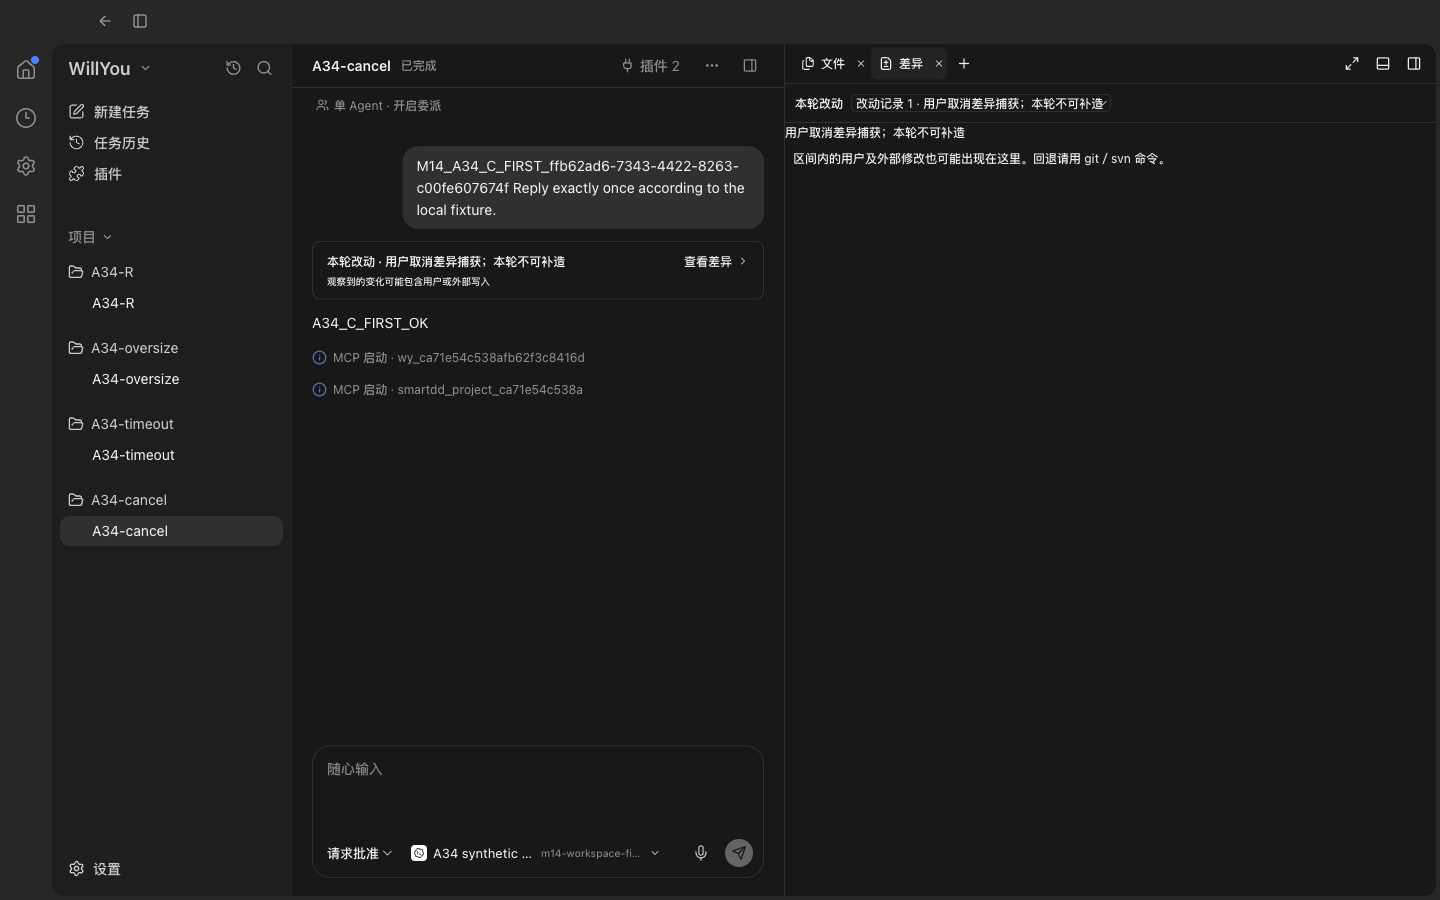 WillYou
新建任务
任务历史
插件
项目
A34-R
A34-R
A34-oversize
A34-oversize
A34-timeout
A34-timeout
A34-cancel
A34-cancel
设置
A34-cancel 已完成
插件 2
单 Agent · 开启委派
M14_A34_C_FIRST_ffb62ad6-7343-4422-8263-
c00fe607674f Reply exactly once according to the
local fixture.
本轮改动 · 用户取消差异捕获；本轮不可补造
查看差异
观察到的变化可能包含用户或外部写入
A34_C_FIRST_OK
MCP 启动 · wy_ca71e54c538afb62f3c8416d
MCP 启动 · smartdd_project_ca71e54c538a
随心输入
请求批准
A34 synthetic ...
m14-workspace-fi...
文件
差异
本轮改动
改动记录 1 · 用户取消差异捕获；本轮不可补造
用户取消差异捕获；本轮不可补造
区间内的用户及外部修改也可能出现在这里。回退请用 git / svn 命令。